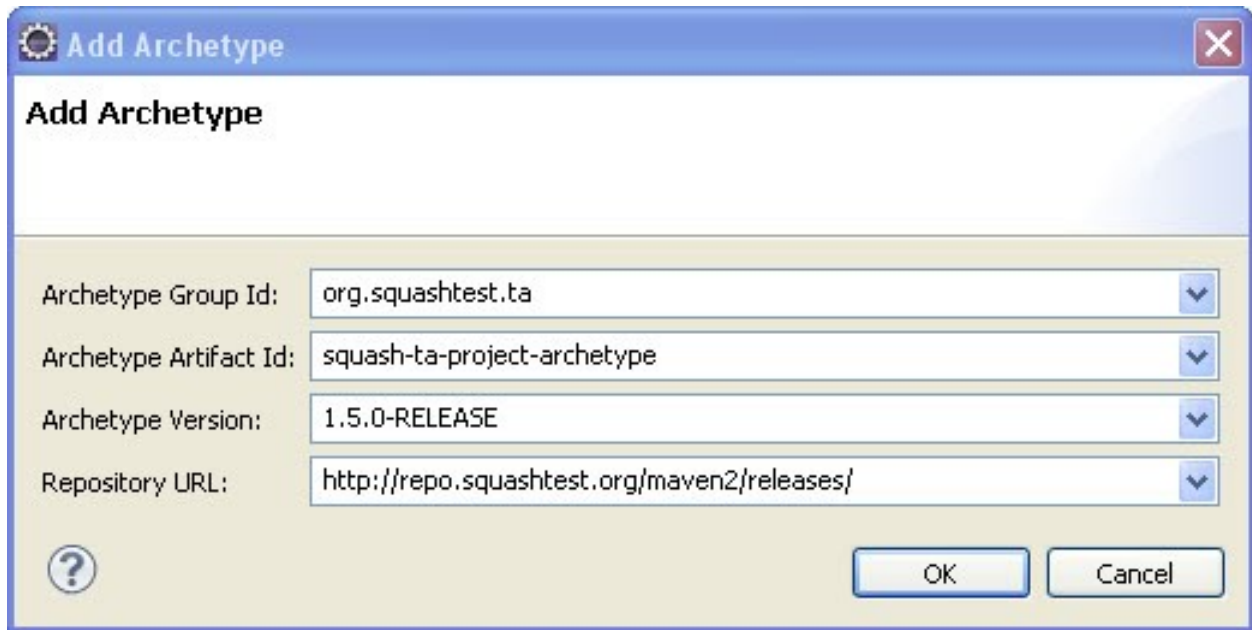 Add Archetype
Add Archetype
Archetype Group Id: org.squashtest.ta
Archetype Artifact Id: squash-ta-project-archetype
Archetype Version: 1.5.0-RELEASE
Repository URL: http://repo.squashtest.org/maven2/releases/
? OK Cancel